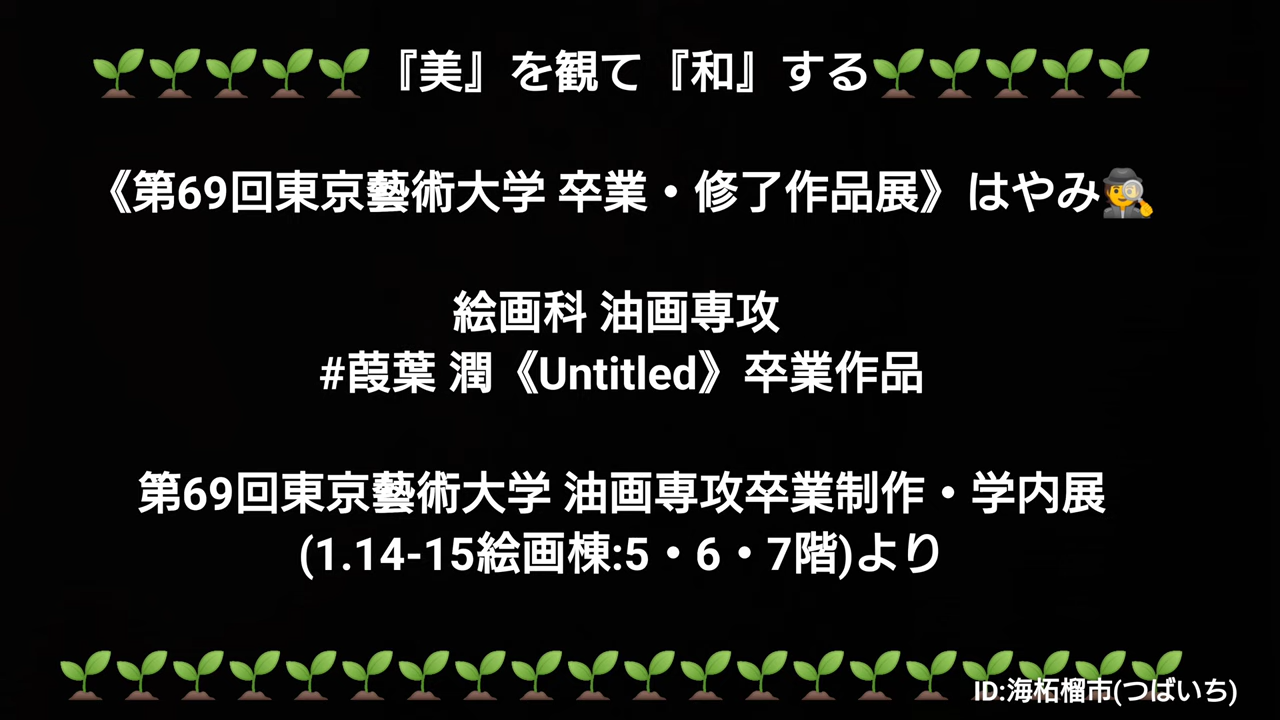 🌱🌱🌱🌱🌱『美』を観て『和』する🌱🌱🌱🌱🌱
《第69回東京藝術大学 卒業・修了作品展》はやみ🕵️
絵画科 油画専攻
#葭葉 潤《Untitled》卒業作品
第69回東京藝術大学 油画専攻卒業制作・学内展
(1.14-15絵画棟:5・6・7階)より
🌱🌱🌱🌱🌱🌱🌱🌱🌱🌱🌱🌱🌱🌱🌱🌱🌱🌱🌱🌱
ID:海柘榴市(つばいち)